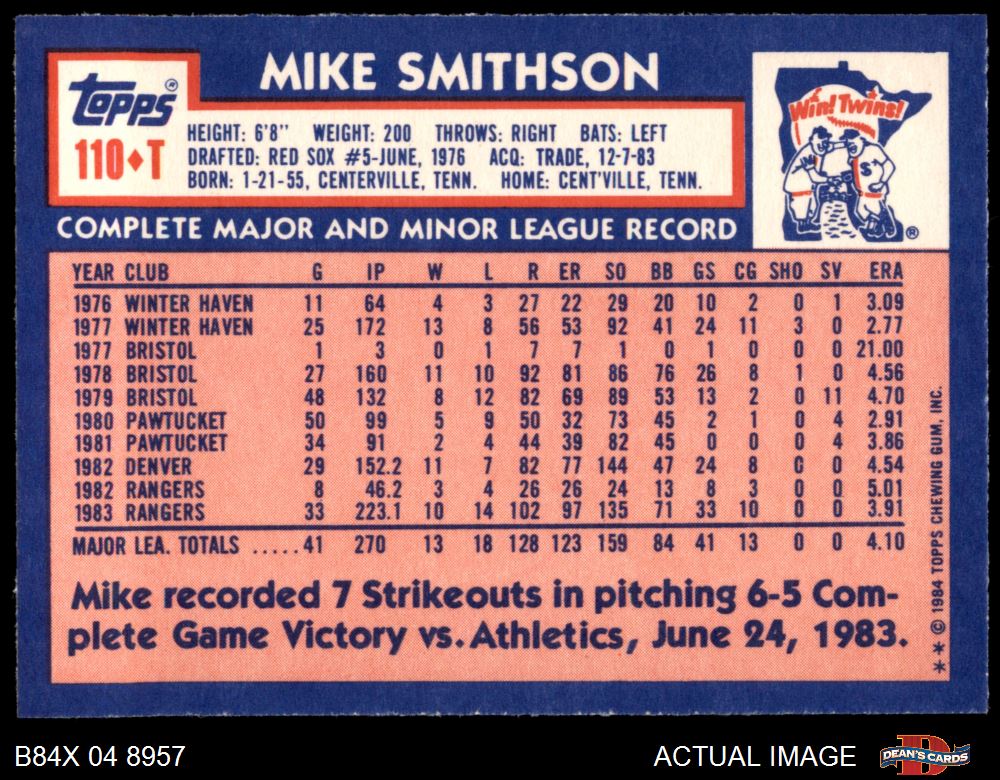 MIKE SMITHSON
Topps®
110♦T
HEIGHT: 6'8" WEIGHT: 200 THROWS: RIGHT BATS: LEFT
DRAFTED: RED SOX #5-JUNE, 1976 ACQ: TRADE, 12-7-83
BORN: 1-21-55, CENTERVILLE, TENN. HOME: CENT'VILLE, TENN.
Win! Twins!
M S
®
COMPLETE MAJOR AND MINOR LEAGUE RECORD
YEAR CLUB G IP W L R ER SO BB GS CG SHO SV ERA
1976 WINTER HAVEN 11 64 4 3 27 22 29 20 10 2 0 1 3.09
1977 WINTER HAVEN 25 172 13 8 56 53 92 41 24 11 3 0 2.77
1977 BRISTOL 1 3 0 1 7 7 1 0 1 0 0 0 21.00
1978 BRISTOL 27 160 11 10 92 81 86 76 26 8 1 0 4.56
1979 BRISTOL 48 132 8 12 82 69 89 53 13 2 0 11 4.70
1980 PAWTUCKET 50 99 5 9 50 32 73 45 2 1 0 4 2.91
1981 PAWTUCKET 34 91 2 4 44 39 82 45 0 0 0 4 3.86
1982 DENVER 29 152.2 11 7 82 77 144 47 24 8 0 0 4.54
1982 RANGERS 8 46.2 3 4 26 26 24 13 8 3 0 0 5.01
1983 RANGERS 33 223.1 10 14 102 97 135 71 33 10 0 0 3.91
MAJOR LEA. TOTALS .....41 270 13 18 128 123 159 84 41 13 0 0 4.10
Mike recorded 7 Strikeouts in pitching 6-5 Com-
plete Game Victory vs. Athletics, June 24, 1983.
** © 1984 TOPPS CHEWING GUM, INC.
B84X 04 8957
ACTUAL IMAGE
DEAN'S CARDS